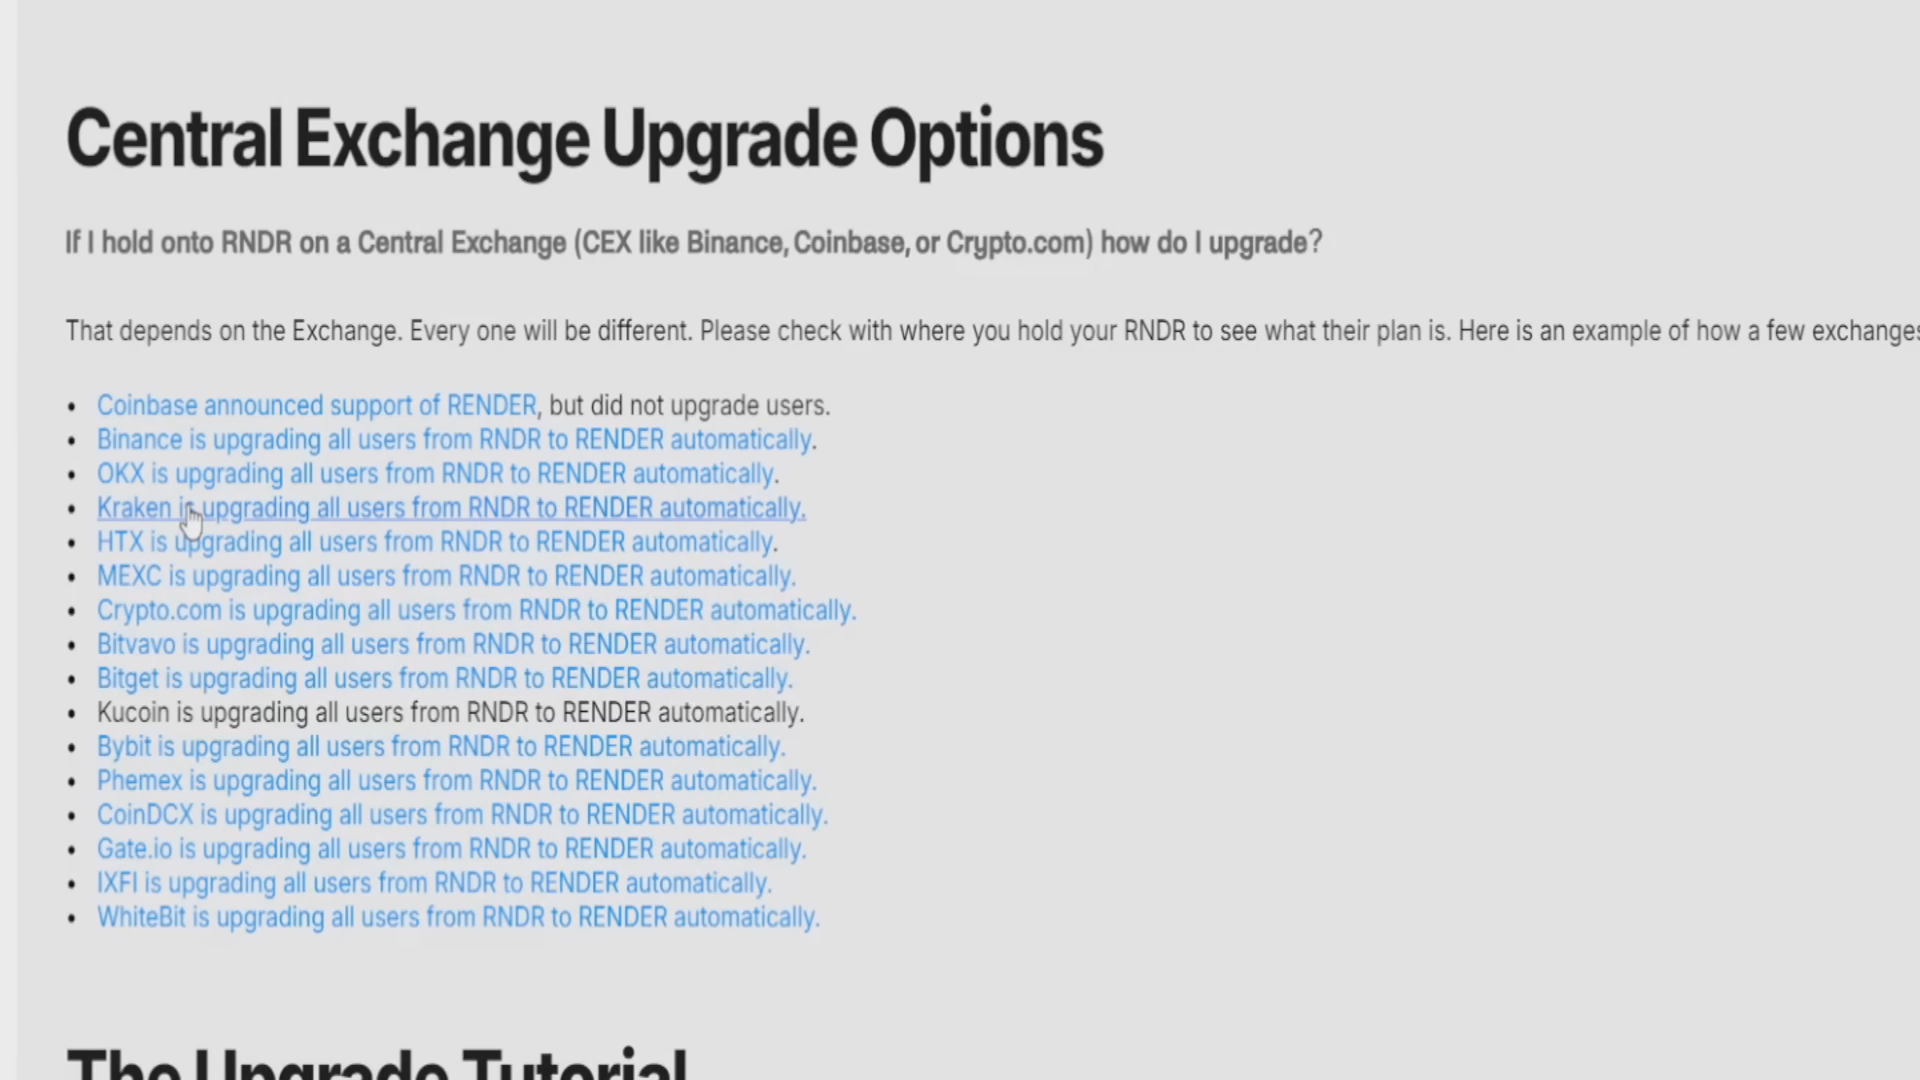 Central Exchange Upgrade Options
If I hold onto RNDR on a Central Exchange (CEX like Binance, Coinbase, or Crypto.com) how do I upgrade?
That depends on the Exchange. Every one will be different. Please check with where you hold your RNDR to see what their plan is. Here is an example of how a few exchanges
• Coinbase announced support of RENDER, but did not upgrade users.
• Binance is upgrading all users from RNDR to RENDER automatically.
• OKX is upgrading all users from RNDR to RENDER automatically.
• Kraken is upgrading all users from RNDR to RENDER automatically.
• HTX is upgrading all users from RNDR to RENDER automatically.
• MEXC is upgrading all users from RNDR to RENDER automatically.
• Crypto.com is upgrading all users from RNDR to RENDER automatically.
• Bitvavo is upgrading all users from RNDR to RENDER automatically.
• Bitget is upgrading all users from RNDR to RENDER automatically.
• Kucoin is upgrading all users from RNDR to RENDER automatically.
• Bybit is upgrading all users from RNDR to RENDER automatically.
• Phemex is upgrading all users from RNDR to RENDER automatically.
• CoinDCX is upgrading all users from RNDR to RENDER automatically.
• Gate.io is upgrading all users from RNDR to RENDER automatically.
• IXFI is upgrading all users from RNDR to RENDER automatically.
• WhiteBit is upgrading all users from RNDR to RENDER automatically.
The Upgrade Tutorial